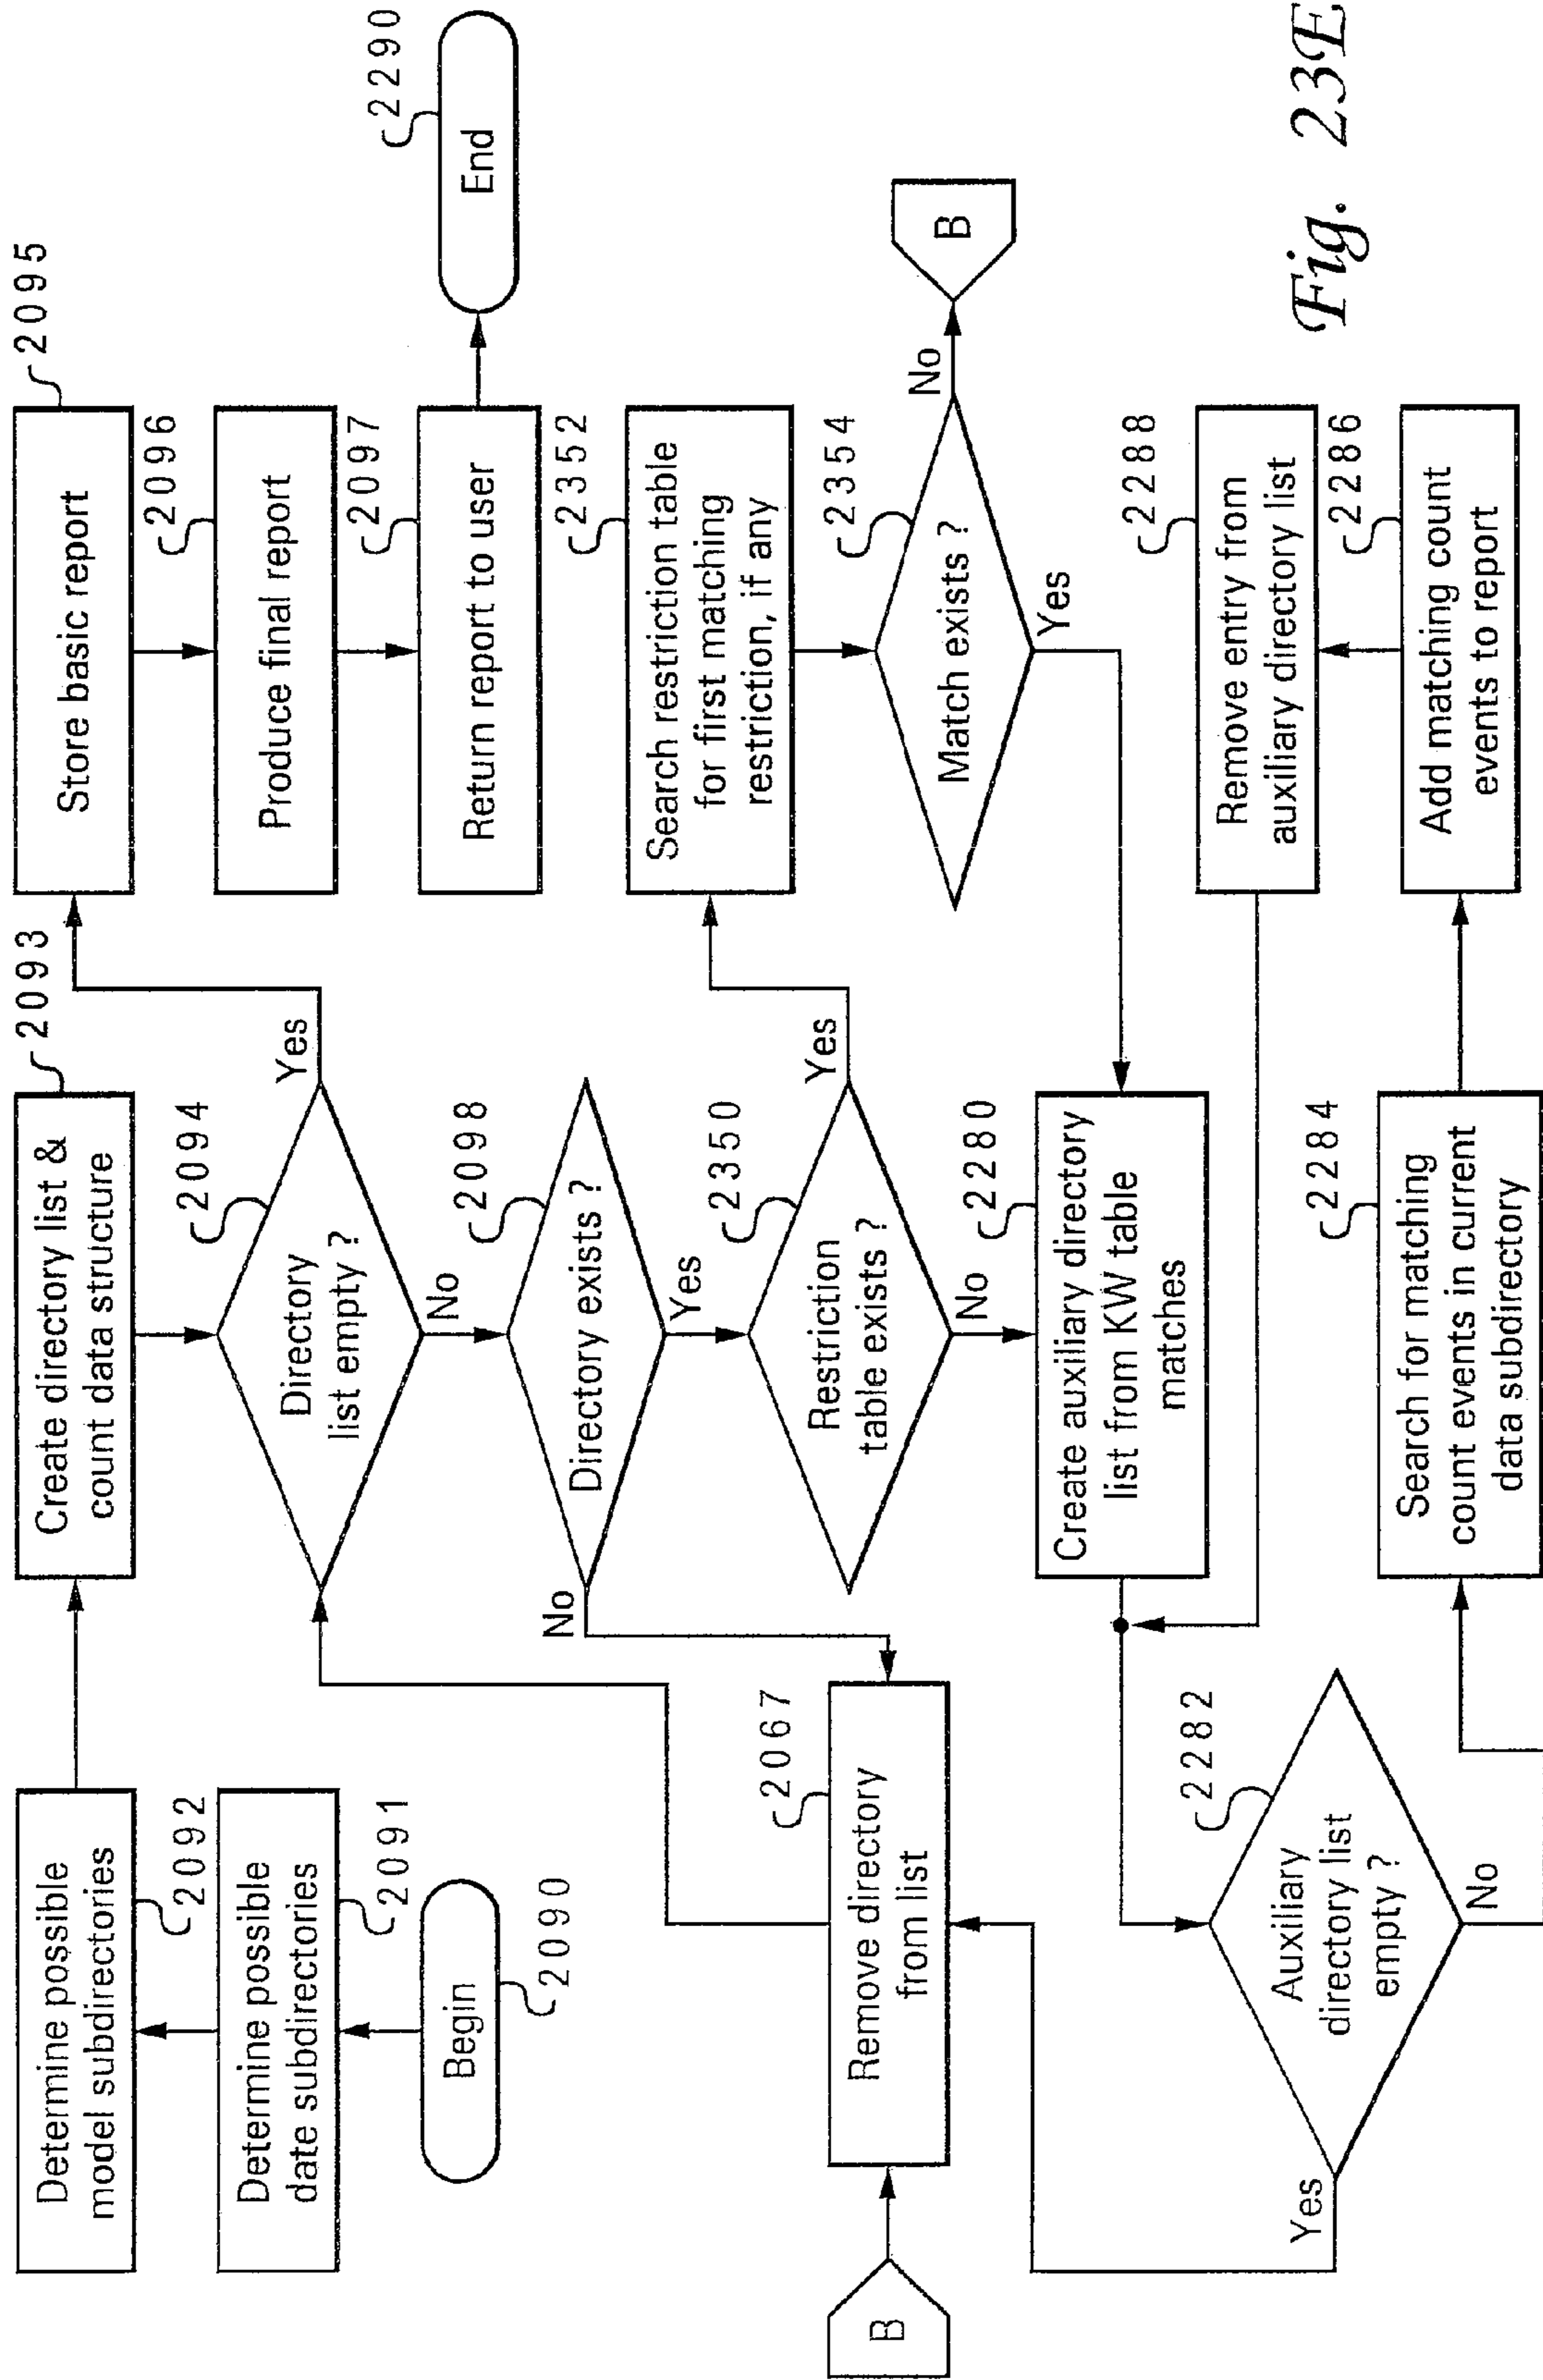 Determine possible
model subdirectories
2092
Determine possible
date subdirectories
2091
Begin
2090
Create directory list &
count data structure
2093
Directory
list empty ?
2094
Yes
No
Directory exists ?
2098
No
Yes
Restriction
table exists ?
2350
Yes
No
Create auxiliary directory
list from KW table
matches
2280
Store basic report
2095
Produce final report
2096
Return report to user
2097
End
2290
Search restriction table
for first matching
restriction, if any
2352
Match exists ?
2354
No
Yes
B
B
Remove directory
from list
2067
Auxiliary
directory list
empty ?
2282
Yes
No
Search for matching
count events in current
data subdirectory
2284
Add matching count
events to report
2286
Remove entry from
auxiliary directory list
2288
Fig. 23E